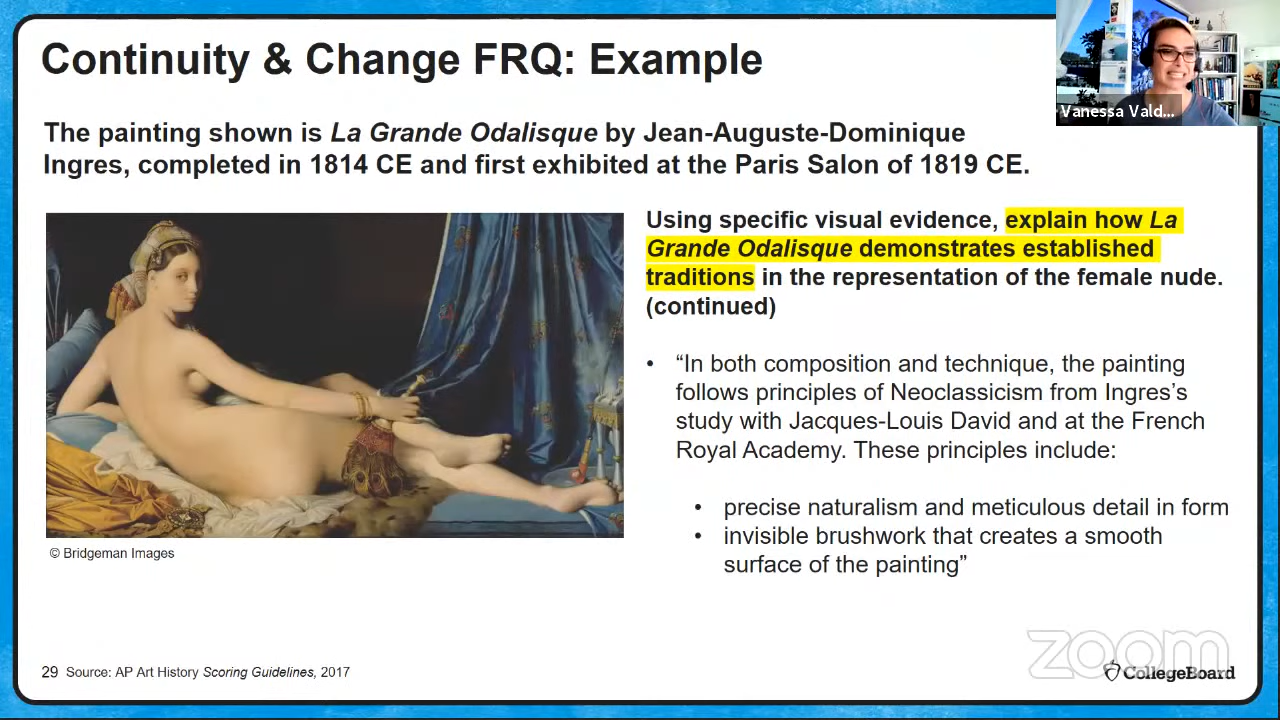 Continuity & Change FRQ: Example
Vanessa Vald...
The painting shown is La Grande Odalisque by Jean-Auguste-Dominique
Ingres, completed in 1814 CE and first exhibited at the Paris Salon of 1819 CE.
Using specific visual evidence, explain how La
Grande Odalisque demonstrates established
traditions in the representation of the female nude.
(continued)
• “In both composition and technique, the painting
follows principles of Neoclassicism from Ingres’s
study with Jacques-Louis David and at the French
Royal Academy. These principles include:
• precise naturalism and meticulous detail in form
• invisible brushwork that creates a smooth
surface of the painting”
© Bridgeman Images
29 Source: AP Art History Scoring Guidelines, 2017
zoom
CollegeBoard